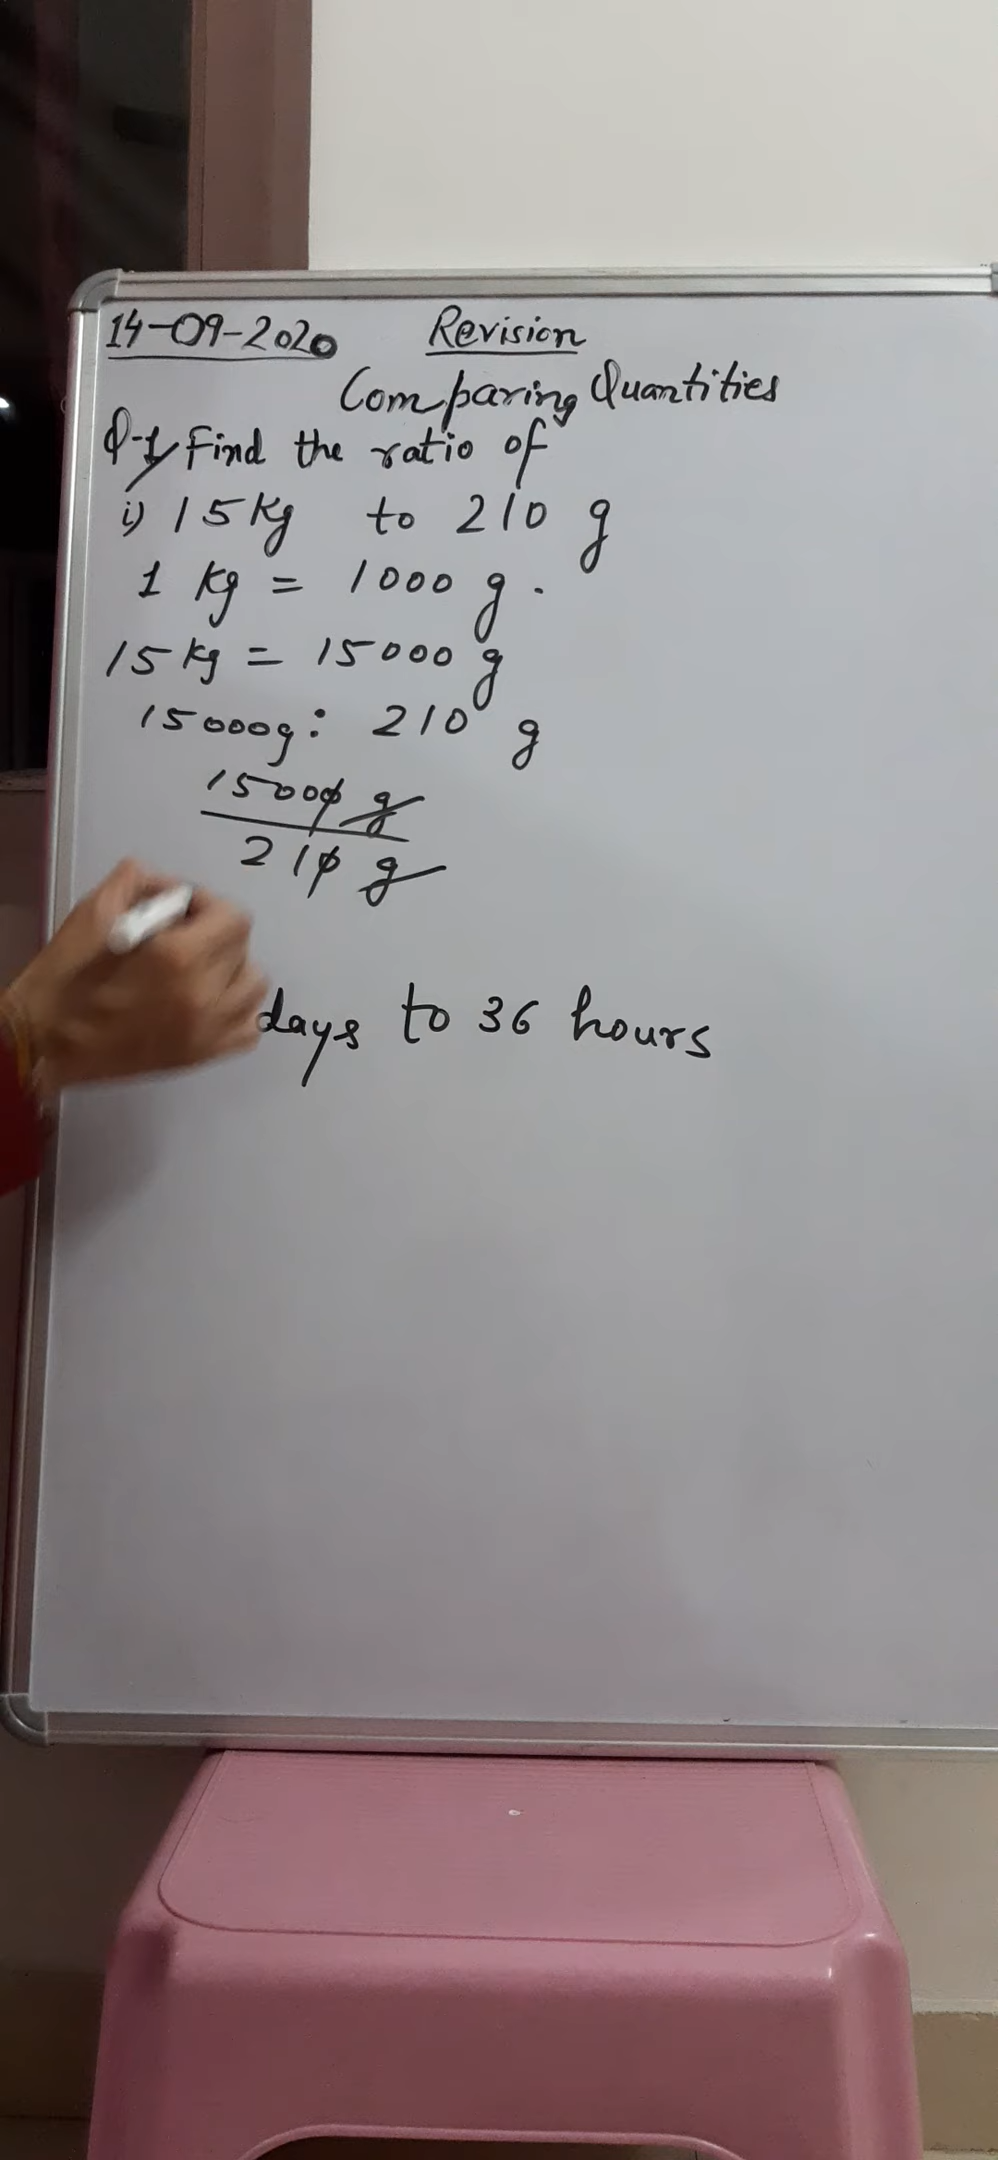 14-09-2020 Revision
Comparing Quantities
Q-1 Find the ratio of
i) 15 Kg to 210 g
1 Kg = 1000 g.
15 kg = 15000 g
15000g : 210 g
15000 g
210 g
days to 36 hours